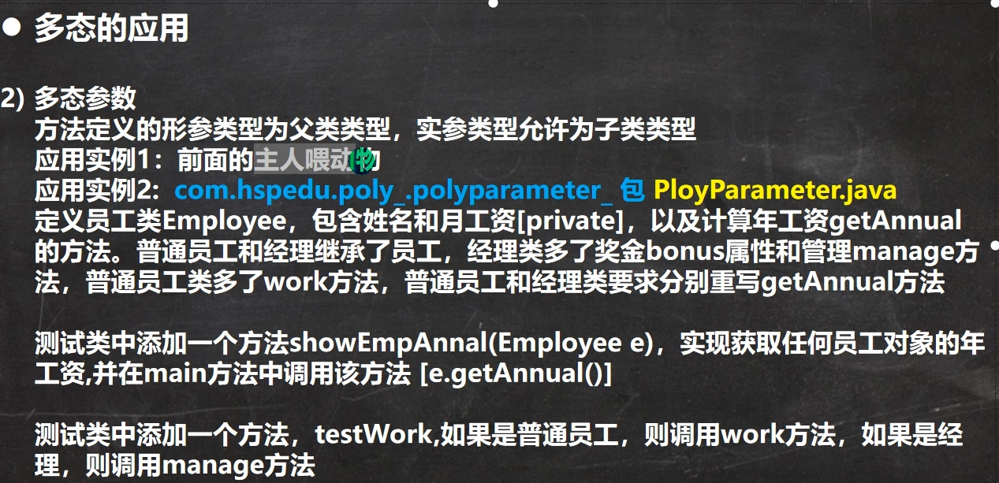 ● 多态的应用
2) 多态参数
方法定义的形参类型为父类类型，实参类型允许为子类类型
应用实例1：前面的主人喂动物
应用实例2: com.hspedu.poly_.polyparameter_ 包 PloyParameter.java
定义员工类Employee，包含姓名和月工资[private]，以及计算年工资getAnnual
的方法。普通员工和经理继承了员工，经理类多了奖金bonus属性和管理manage方
法，普通员工类多了work方法，普通员工和经理类要求分别重写getAnnual方法
测试类中添加一个方法showEmpAnnal(Employee e)，实现获取任何员工对象的年
工资,并在main方法中调用该方法 [e.getAnnual()]
测试类中添加一个方法，testWork,如果是普通员工，则调用work方法，如果是经
理，则调用manage方法